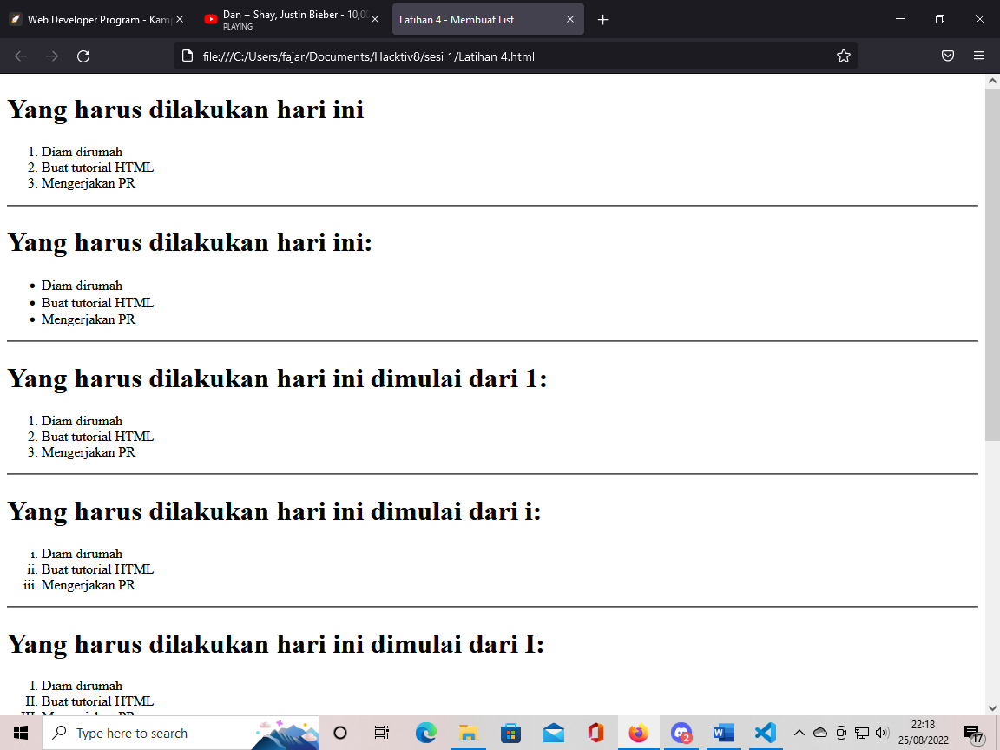 Web Developer Program - Kamp
Dan + Shay, Justin Bieber - 10,00
PLAYING
Latihan 4 - Membuat List
file:///C:/Users/fajar/Documents/Hacktiv8/sesi 1/Latihan 4.html
Yang harus dilakukan hari ini
1. Diam dirumah
2. Buat tutorial HTML
3. Mengerjakan PR
Yang harus dilakukan hari ini:
• Diam dirumah
• Buat tutorial HTML
• Mengerjakan PR
Yang harus dilakukan hari ini dimulai dari 1:
1. Diam dirumah
2. Buat tutorial HTML
3. Mengerjakan PR
Yang harus dilakukan hari ini dimulai dari i:
i. Diam dirumah
ii. Buat tutorial HTML
iii. Mengerjakan PR
Yang harus dilakukan hari ini dimulai dari I:
I. Diam dirumah
II. Buat tutorial HTML
III. Mengerjakan PR
Type here to search
2
22:18
25/08/2022
17